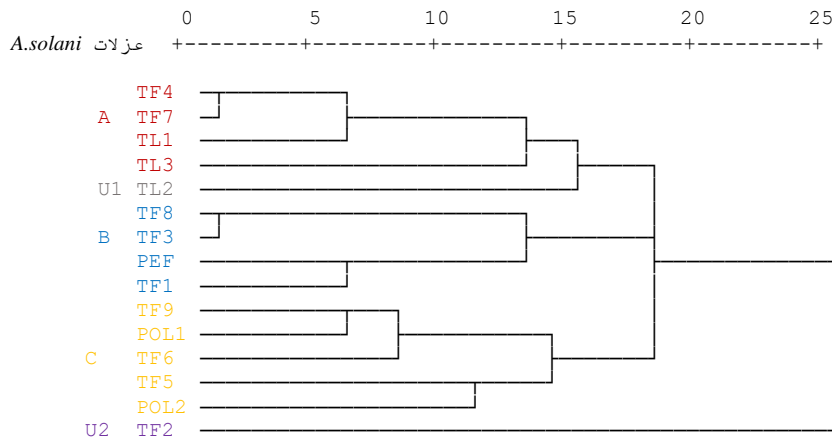 0 5 10 15 20 25
A.solani عزلات +---------+---------+---------+---------+---------+
TF4
A TF7
TL1
TL3
U1 TL2
TF8
B TF3
PEF
TF1
TF9
POL1
C TF6
TF5
POL2
U2 TF2